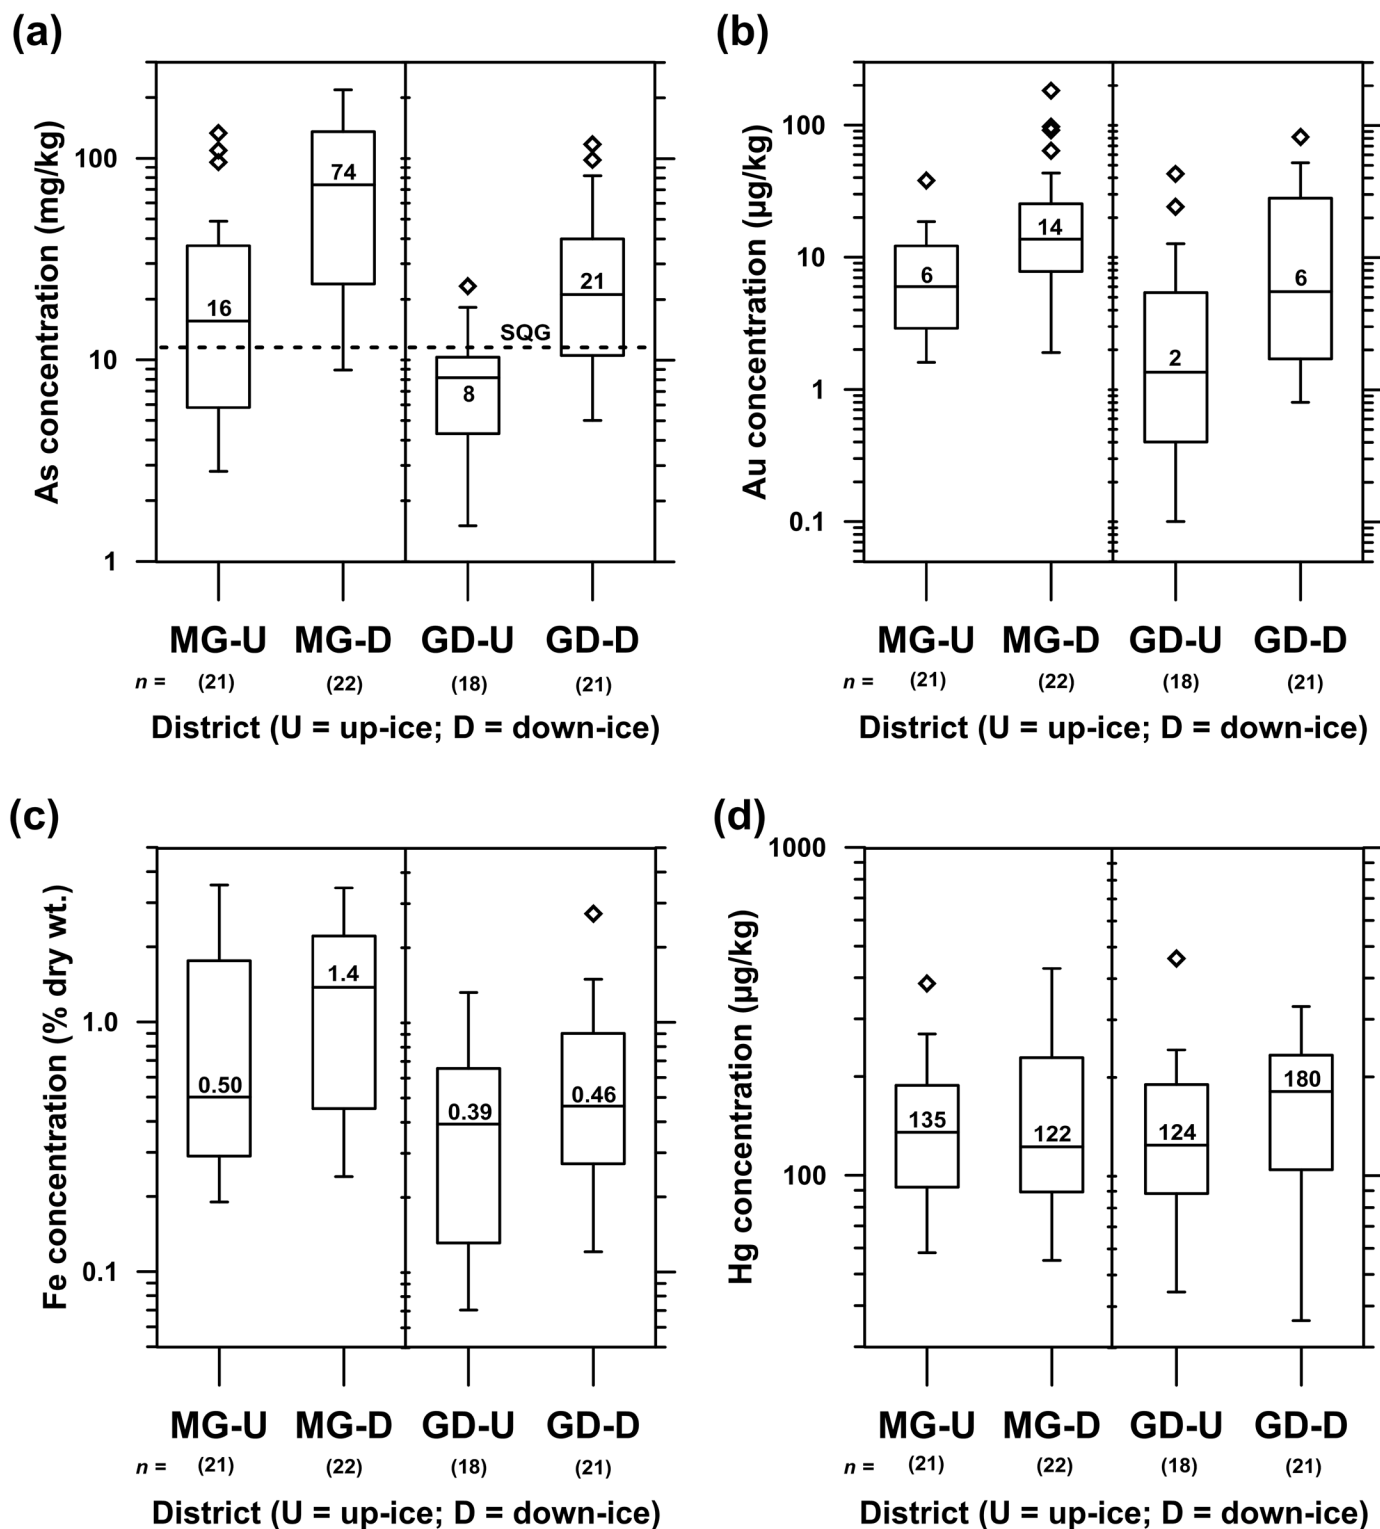 (a)
As concentration (mg/kg)
100
10
1
74
16
21
SQG
8
MG-U MG-D GD-U GD-D
n = (21) (22) (18) (21)
District (U = up-ice; D = down-ice)
(b)
Au concentration (µg/kg)
100
10
1
0.1
14
6
6
2
MG-U MG-D GD-U GD-D
n = (21) (22) (18) (21)
District (U = up-ice; D = down-ice)
(c)
Fe concentration (% dry wt.)
1.0
0.1
1.4
0.50
0.46
0.39
MG-U MG-D GD-U GD-D
n = (21) (22) (18) (21)
District (U = up-ice; D = down-ice)
(d)
Hg concentration (µg/kg)
1000
100
180
135
122
124
MG-U MG-D GD-U GD-D
n = (21) (22) (18) (21)
District (U = up-ice; D = down-ice)